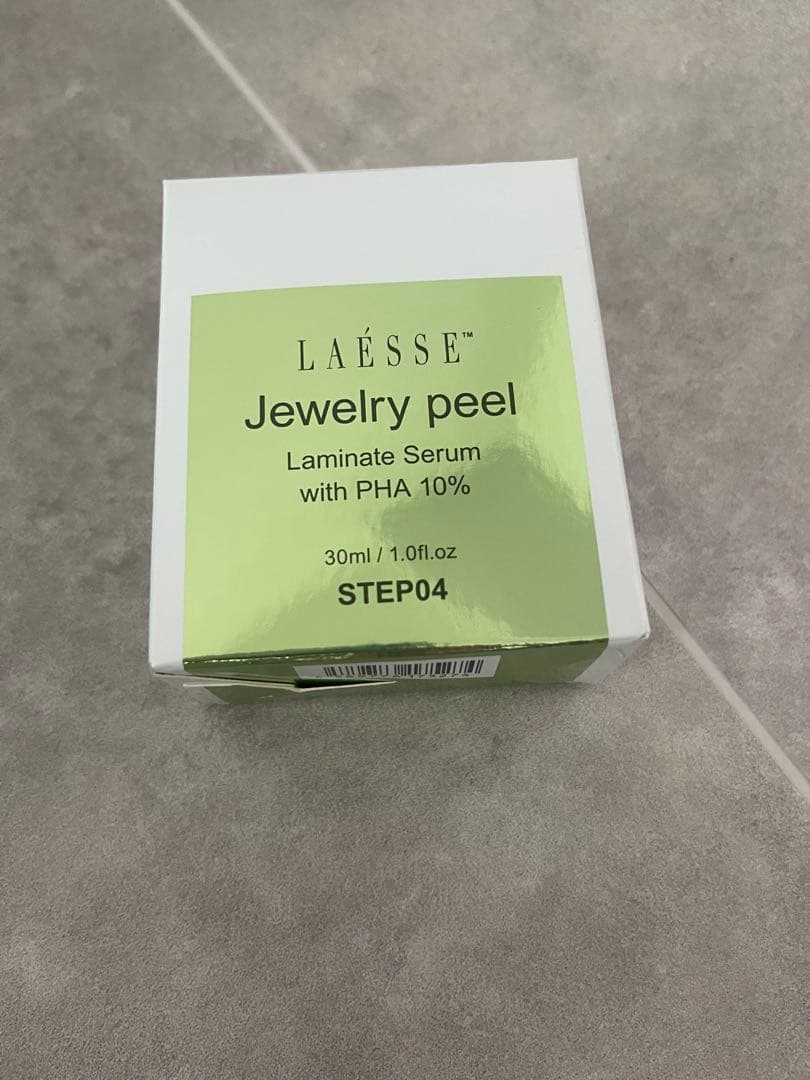 LAÉSSE™
Jewelry peel
Laminate Serum
with PHA 10%
30ml / 1.0fl.oz
STEP04